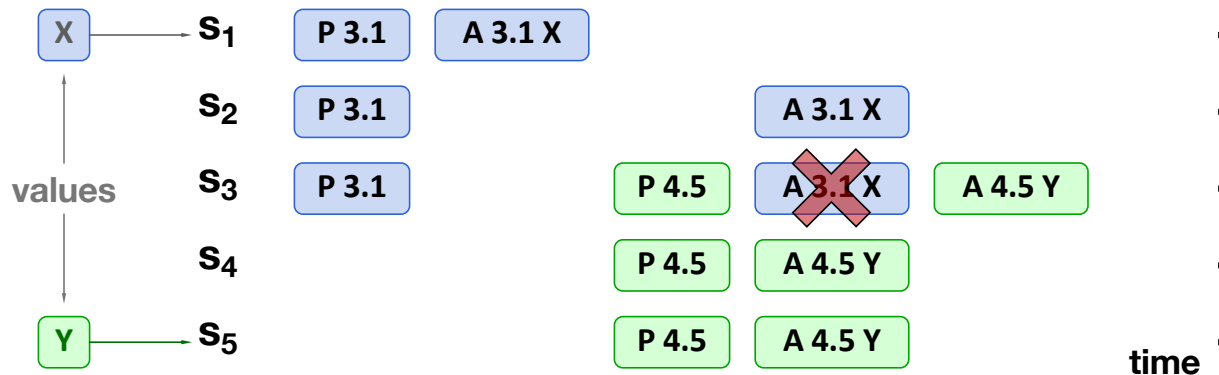 X S1 P 3.1 A 3.1 X
S2 P 3.1 A 3.1 X
values S3 P 3.1 P 4.5 A 3.1 X A 4.5 Y
S4 P 4.5 A 4.5 Y
Y S5 P 4.5 A 4.5 Y
time